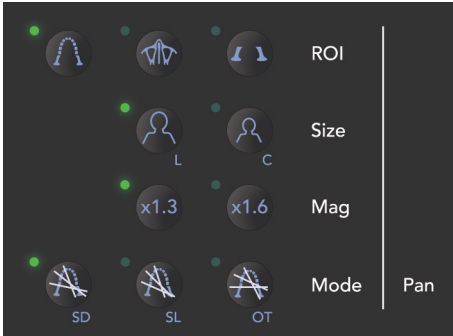 ROI
Size
L
C
x1.3
x1.6
Mag
Mode
Pan
SD
SL
OT